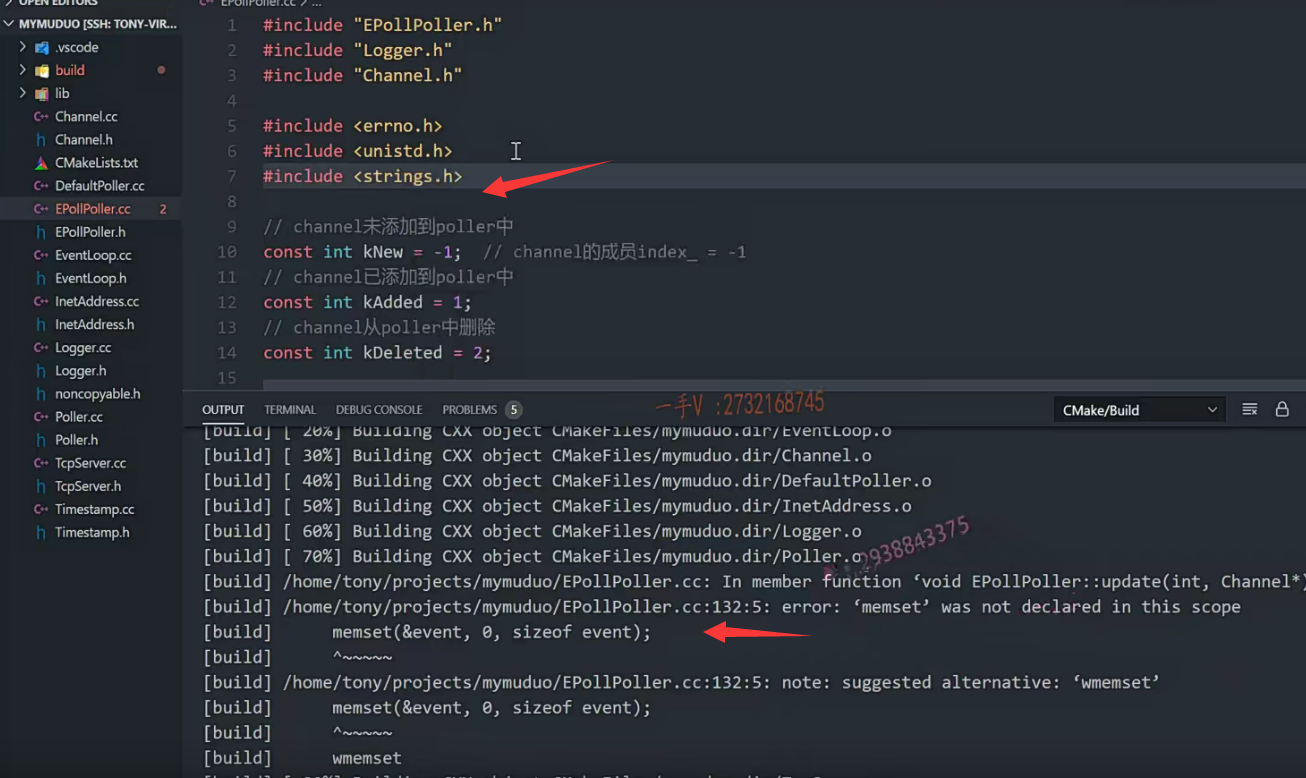 OPEN EDITORS
MYMUDUO [SSH: TONY-VIR...
.vscode
build
lib
Channel.cc
Channel.h
CMakeLists.txt
DefaultPoller.cc
EPollPoller.cc 2
EPollPoller.h
EventLoop.cc
EventLoop.h
InetAddress.cc
InetAddress.h
Logger.cc
Logger.h
noncopyable.h
Poller.cc
Poller.h
TcpServer.cc
TcpServer.h
Timestamp.cc
Timestamp.h
EPollPoller.cc > ...
1 #include "EPollPoller.h"
2 #include "Logger.h"
3 #include "Channel.h"
4
5 #include <errno.h>
6 #include <unistd.h>
7 #include <strings.h>
8
9 // channel未添加到poller中
10 const int kNew = -1;  // channel的成员index_ = -1
11 // channel已添加到poller中
12 const int kAdded = 1;
13 // channel从poller中删除
14 const int kDeleted = 2;
15
OUTPUT TERMINAL DEBUG CONSOLE PROBLEMS 5 CMake/Build
一手V :2732168745
[build] [ 20%] Building CXX object CMakeFiles/mymuduo.dir/EventLoop.o
[build] [ 30%] Building CXX object CMakeFiles/mymuduo.dir/Channel.o
[build] [ 40%] Building CXX object CMakeFiles/mymuduo.dir/DefaultPoller.o
[build] [ 50%] Building CXX object CMakeFiles/mymuduo.dir/InetAddress.o
[build] [ 60%] Building CXX object CMakeFiles/mymuduo.dir/Logger.o
[build] [ 70%] Building CXX object CMakeFiles/mymuduo.dir/Poller.o
2938843375
[build] /home/tony/projects/mymuduo/EPollPoller.cc: In member function ‘void EPollPoller::update(int, Channel*)
[build] /home/tony/projects/mymuduo/EPollPoller.cc:132:5: error: ‘memset’ was not declared in this scope
[build]      memset(&event, 0, sizeof event);
[build]      ^~~~~~
[build] /home/tony/projects/mymuduo/EPollPoller.cc:132:5: note: suggested alternative: ‘wmemset’
[build]      memset(&event, 0, sizeof event);
[build]      ^~~~~~
[build]      wmemset